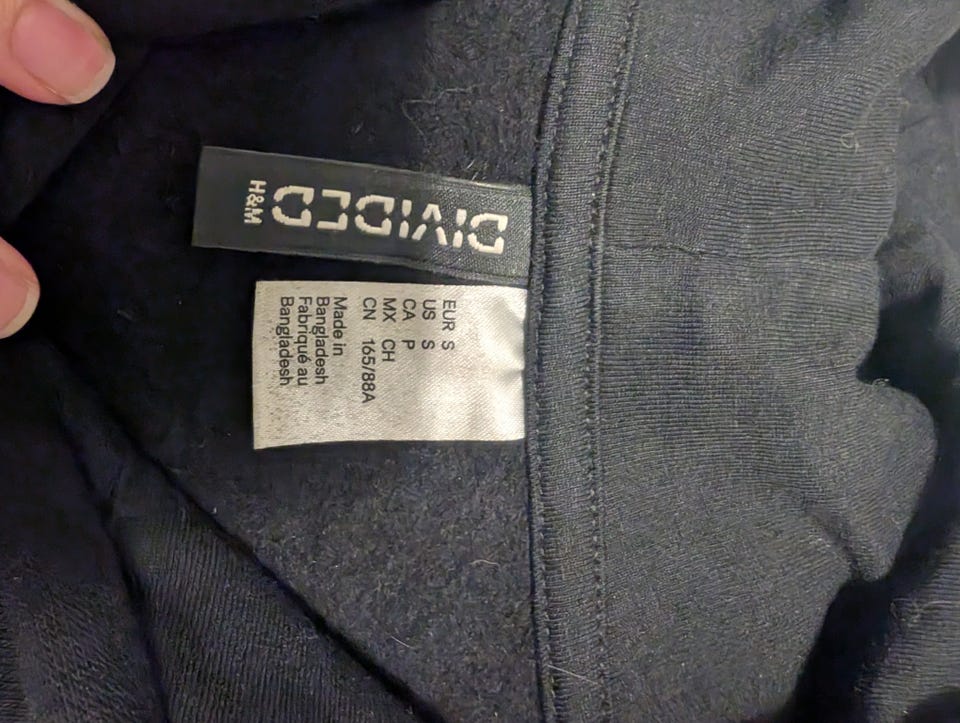 DIVIDED
H&M
EUR S
US S
CA P
MX CH
CN 165/88A
Made in
Bangladesh
Fabriqué au
Bangladesh